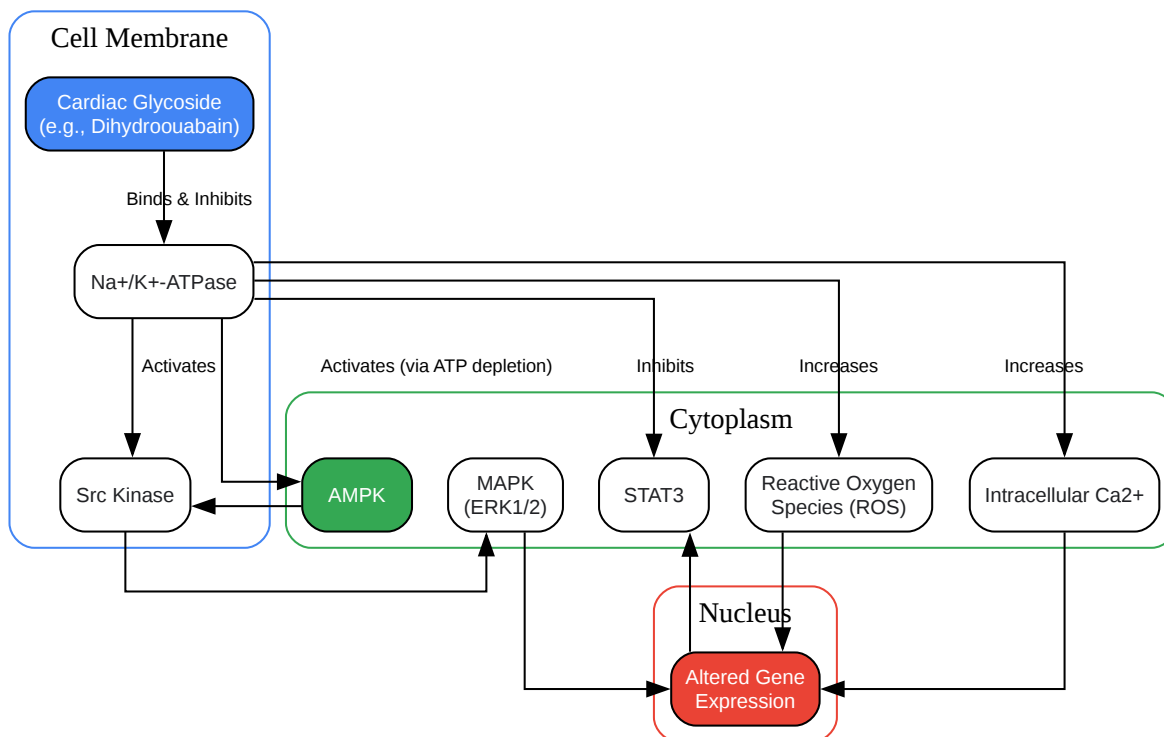 Cell Membrane
Cardiac Glycoside
(e.g., Dihydroouabain)
Binds & Inhibits
Na+/K+-ATPase
Activates
Activates (via ATP depletion)
Inhibits
Increases
Increases
Cytoplasm
Src Kinase
AMPK
MAPK
(ERK1/2)
STAT3
Reactive Oxygen
Species (ROS)
Intracellular Ca2+
Nucleus
Altered Gene
Expression